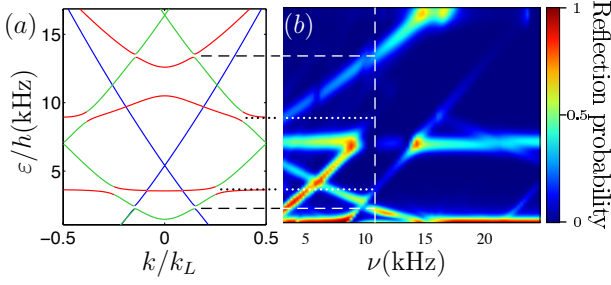 (a)
(b)
ε/h(kHz)
15
10
5
−0.5
0
0.5
k/k_L
5
10
15
20
ν(kHz)
1
0.5
0
Reflection probability